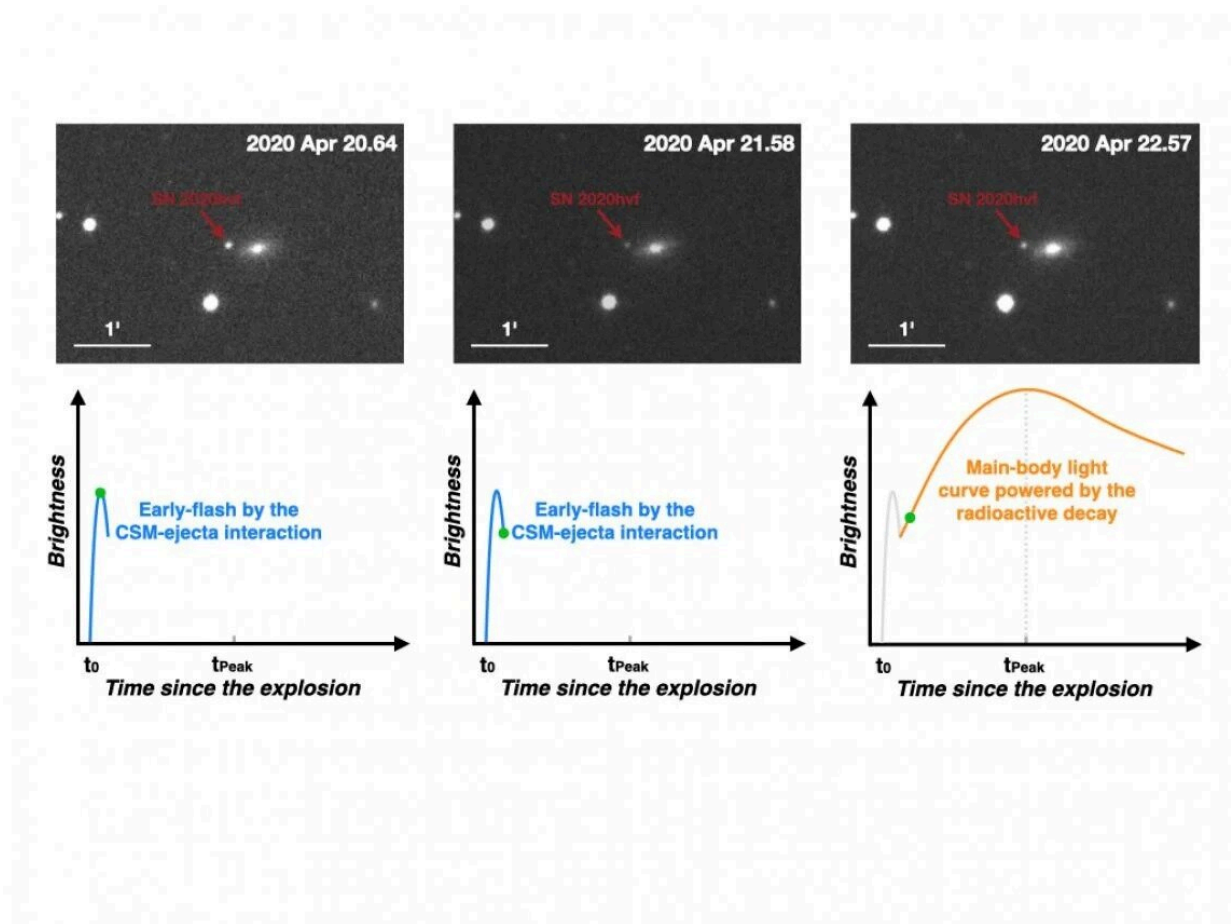 2020 Apr 20.64
SN 2020hvf
1'
2020 Apr 21.58
SN 2020hvf
1'
2020 Apr 22.57
SN 2020hvf
1'
Brightness
Early-flash by the
CSM-ejecta interaction
t0
tPeak
Time since the explosion
Brightness
Early-flash by the
CSM-ejecta interaction
t0
tPeak
Time since the explosion
Brightness
Main-body light
curve powered by the
radioactive decay
t0
tPeak
Time since the explosion